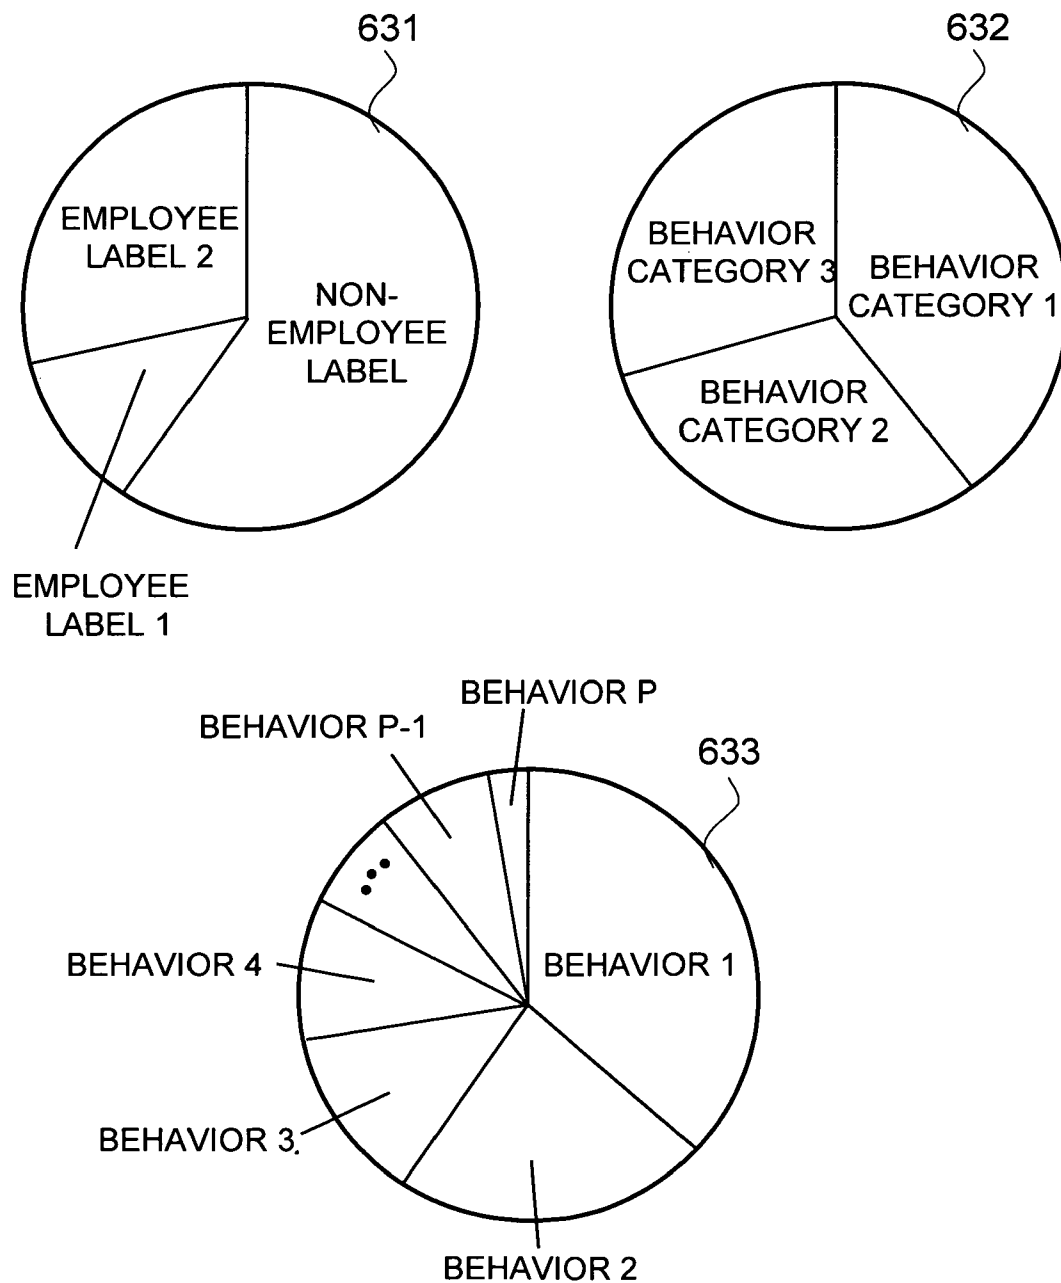 631
EMPLOYEE
LABEL 2
NON-
EMPLOYEE
LABEL
EMPLOYEE
LABEL 1
632
BEHAVIOR
CATEGORY 3
BEHAVIOR
CATEGORY 1
BEHAVIOR
CATEGORY 2
BEHAVIOR P
BEHAVIOR P-1
633
BEHAVIOR 4
BEHAVIOR 1
BEHAVIOR 3
BEHAVIOR 2